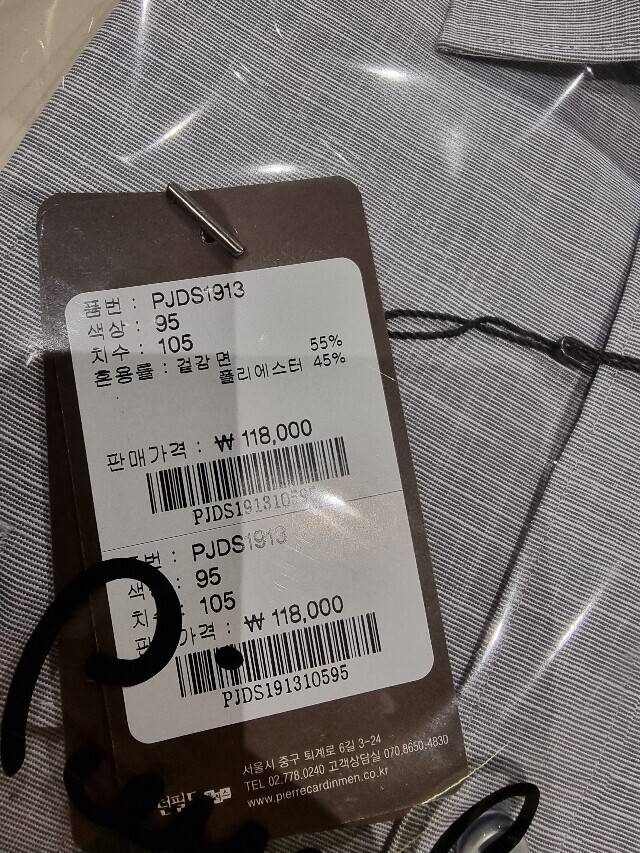 품번 : PJDS1913
색상 : 95
치수 : 105
혼용률 : 겉감 면 55%
폴리에스터 45%
판매가격 : ₩ 118,000
PJDS191310595
품번 : PJDS1913
95
105
₩ 118,000
PJDS191310595
서울시 중구 퇴계로 6길 3-24
TEL 02.778.0240 고객상담실 070.8650-4830
www.pierrecardinmen.co.kr